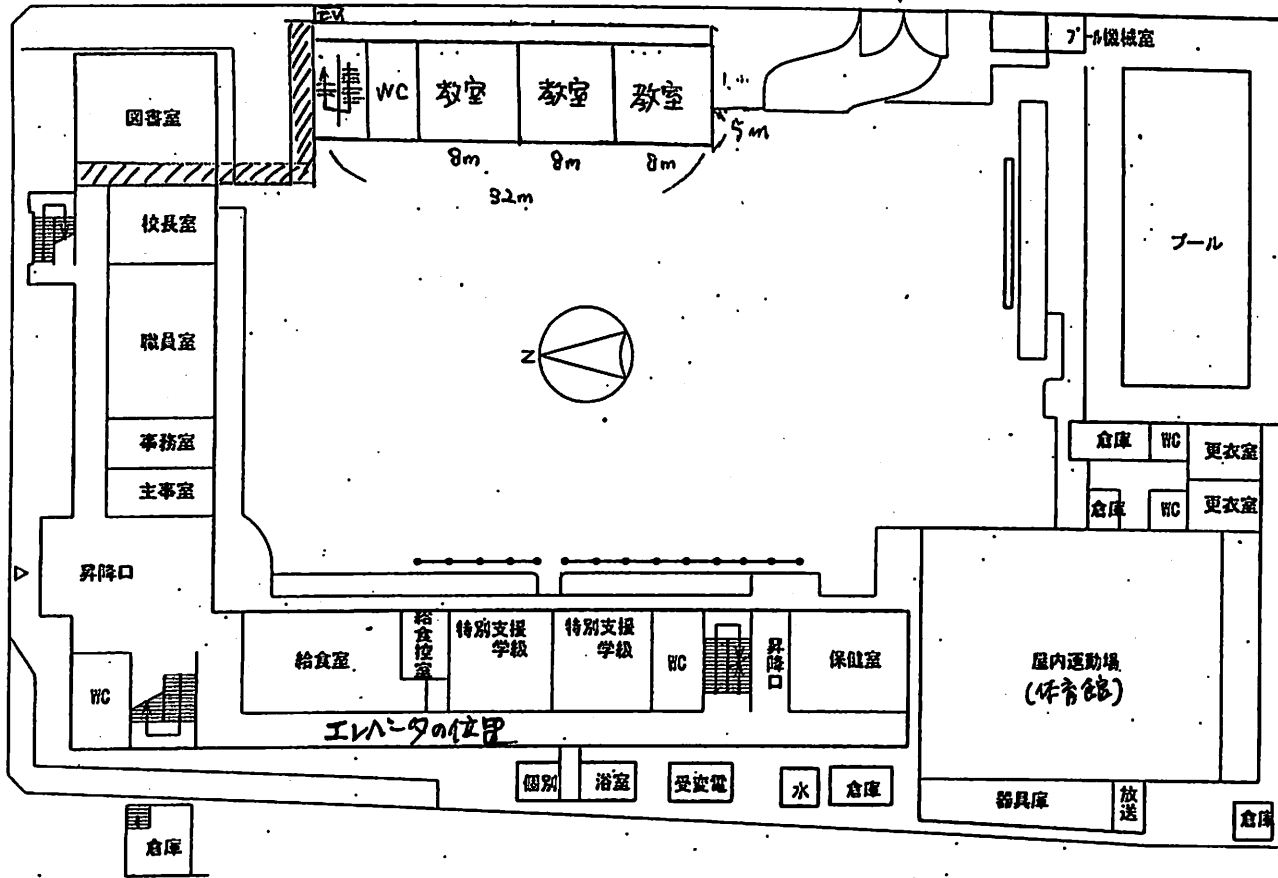 EV
プール機械室
WC
教室
教室
教室
図書室
5m
8m
8m
8m
32m
校長室
プール
職員室
N
事務室
倉庫
WC
更衣室
主事室
倉庫
WC
更衣室
昇降口
給食室
給食控室
特別支援
学級
特別支援
学級
WC
昇降口
保健室
屋内運動場
(体育館)
WC
エレベータの位置
個別
浴室
受変電
水
倉庫
器具庫
放送
倉庫
倉庫